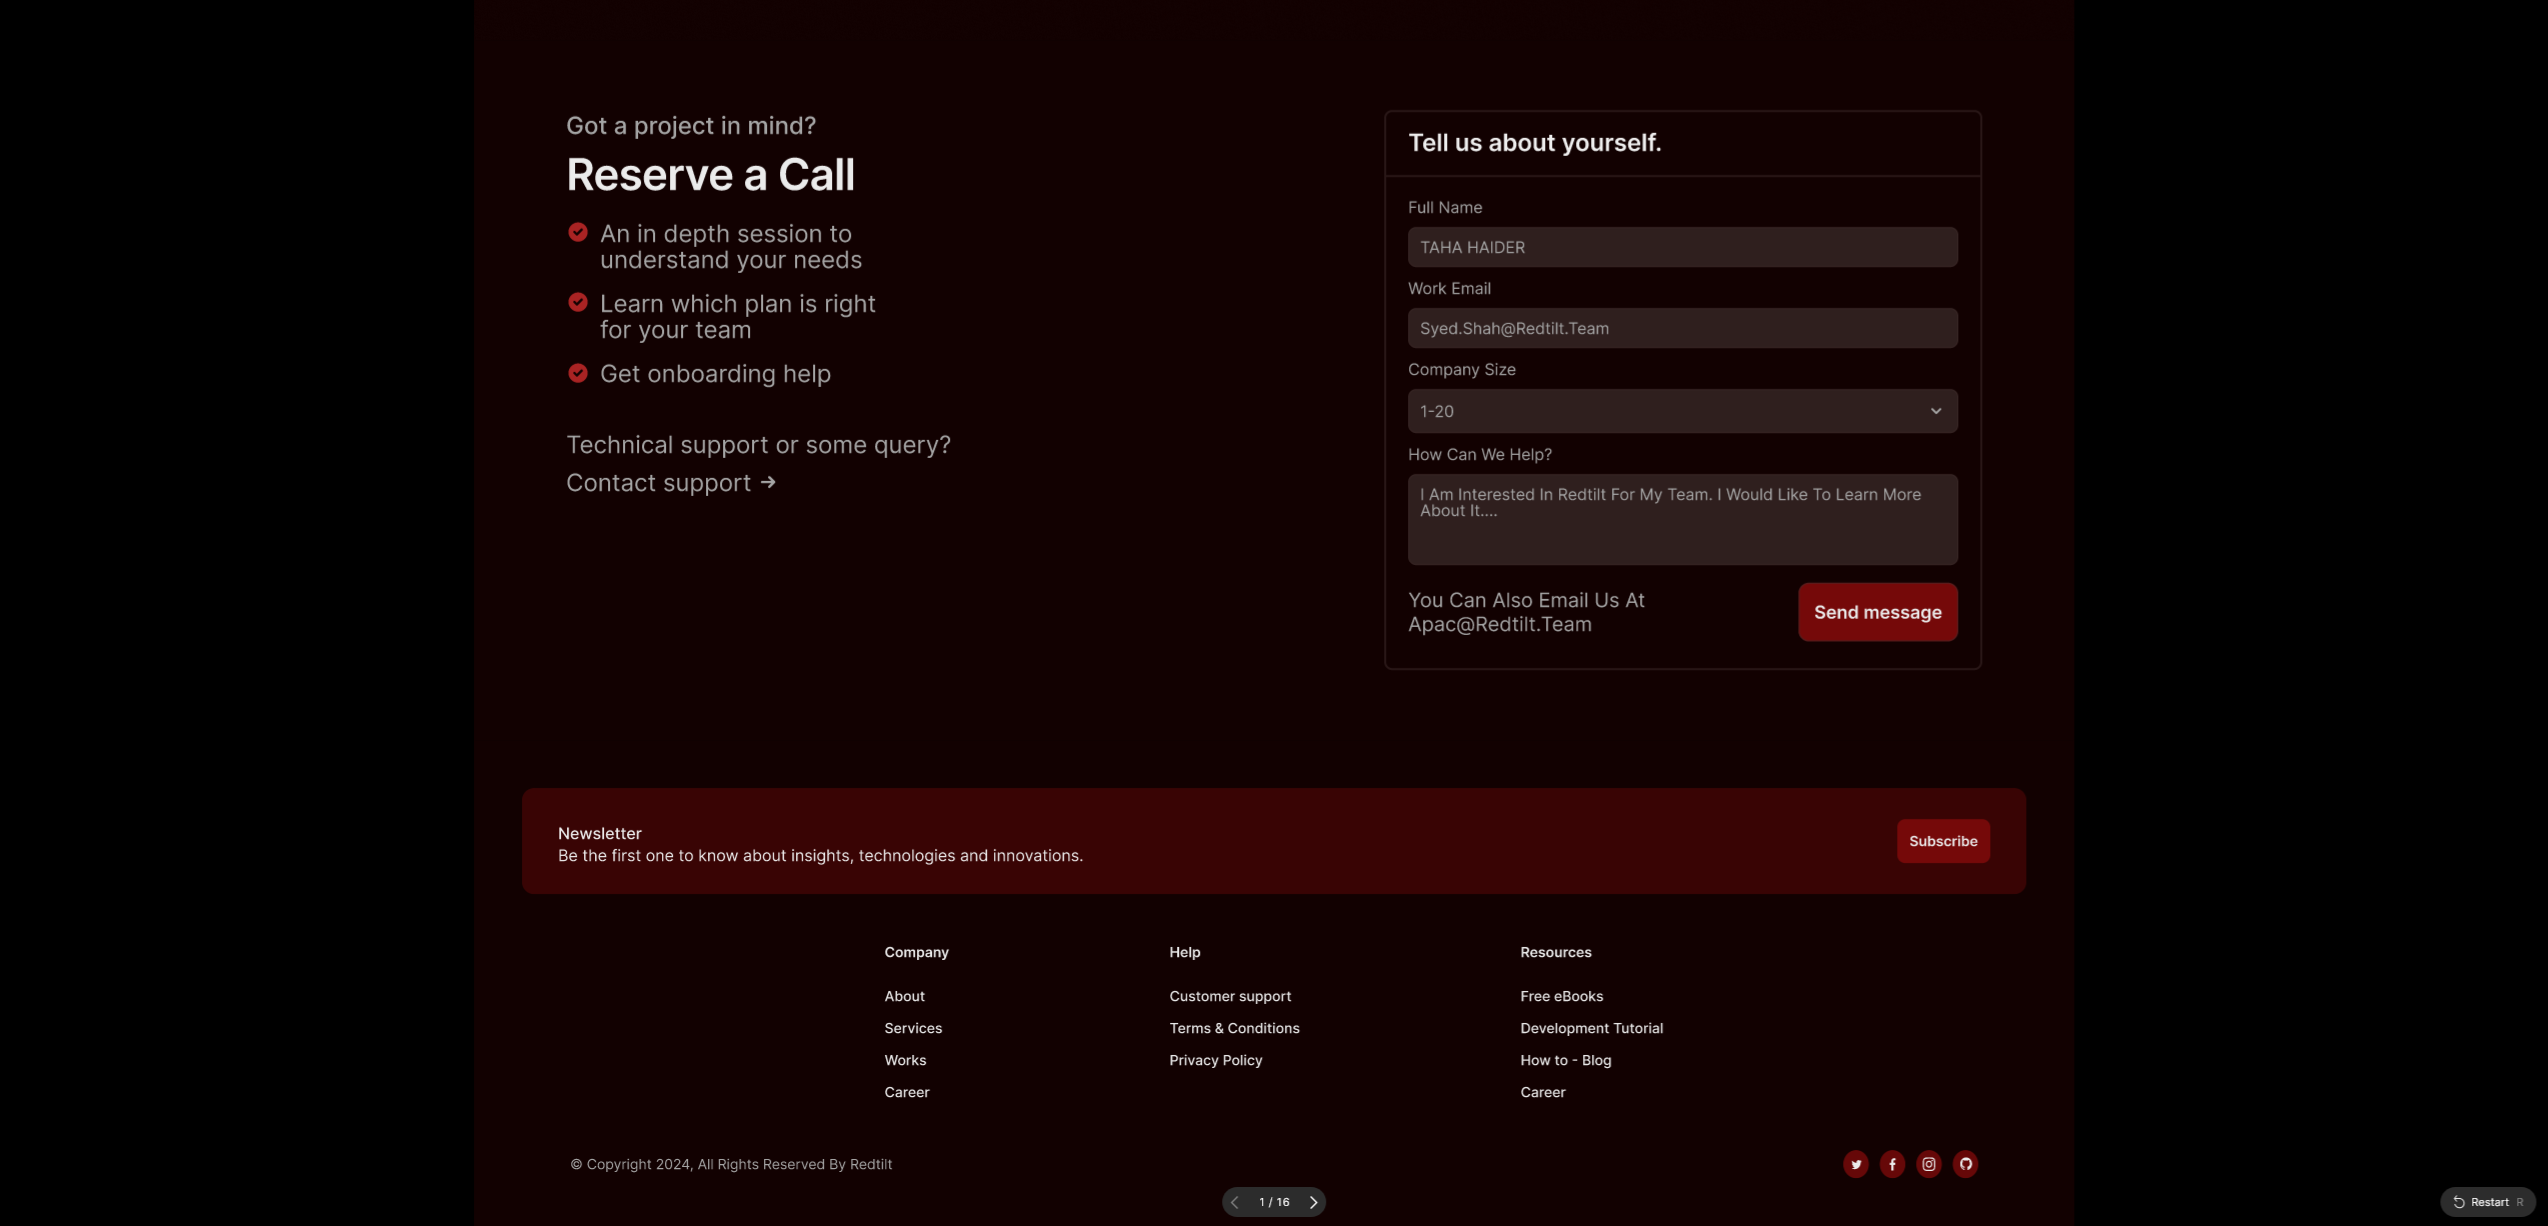 Got a project in mind?
Reserve a Call
An in depth session to
understand your needs
Learn which plan is right
for your team
Get onboarding help
Technical support or some query?
Contact support →
Tell us about yourself.
Full Name
TAHA HAIDER
Work Email
Syed.Shah@Redtilt.Team
Company Size
1-20
How Can We Help?
I Am Interested In Redtilt For My Team. I Would Like To Learn More
About It....
You Can Also Email Us At
Apac@Redtilt.Team
Send message
Newsletter
Be the first one to know about insights, technologies and innovations.
Subscribe
Company
About
Services
Works
Career
Help
Customer support
Terms & Conditions
Privacy Policy
Resources
Free eBooks
Development Tutorial
How to - Blog
Career
© Copyright 2024, All Rights Reserved By Redtilt
1 / 16
Restart R